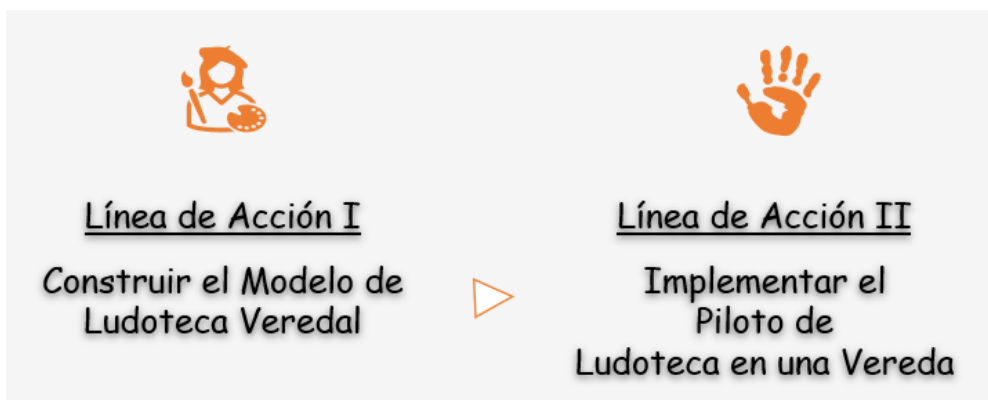 Línea de Acción I
Construir el Modelo de
Ludoteca Veredal
Línea de Acción II
Implementar el
Piloto de
Ludoteca en una Vereda